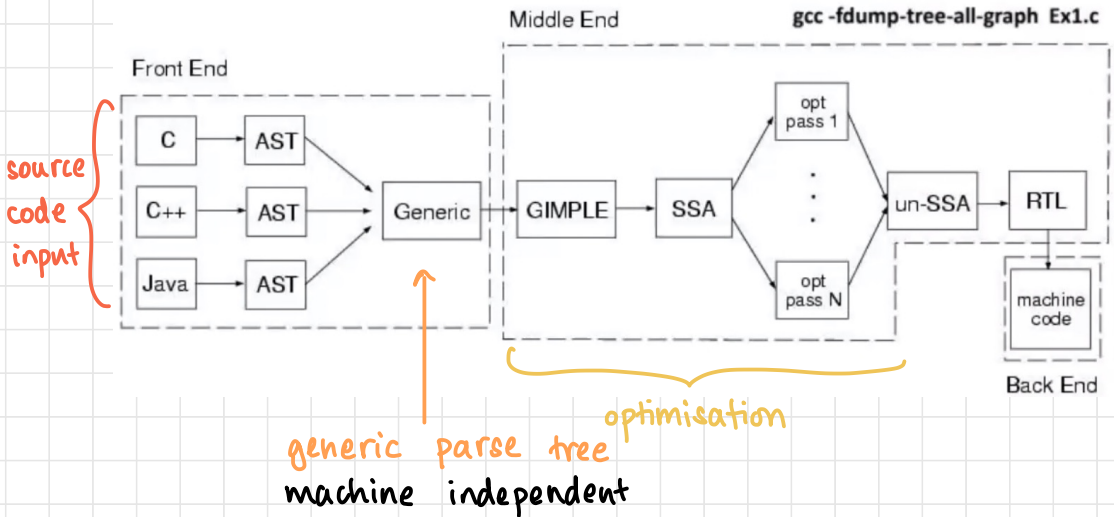 Middle End
gcc -fdump-tree-all-graph Ex1.c
Front End
source
code
input
C
AST
C++
AST
Java
AST
Generic
GIMPLE
SSA
opt
pass 1
opt
pass N
un-SSA
RTL
machine
code
Back End
optimisation
generic parse tree
machine independent